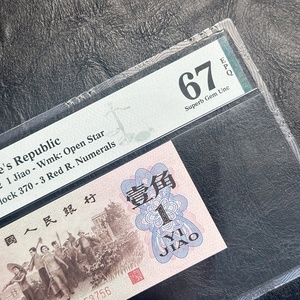 67 EPQ
Superb Gem Unc
e's Republic
1 Jiao - Wmk: Open Star
lock 370 - 3 Red R. Numerals
國人民銀行
壹角
1
YI
JIAO